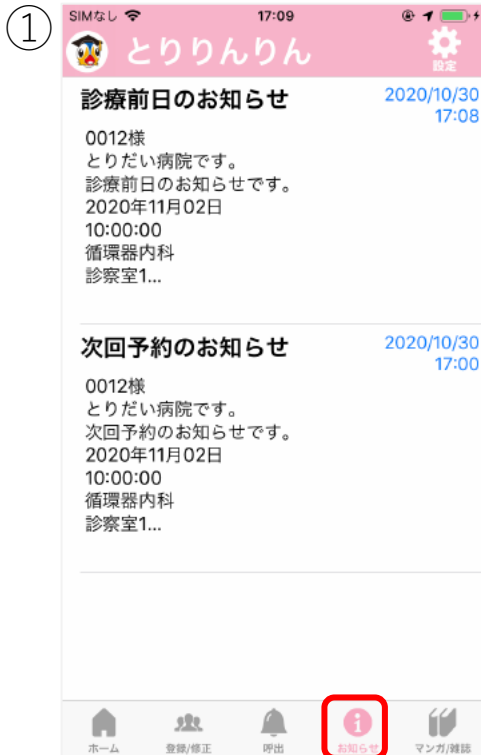 ①
SIMなし 17:09
とりりんりん
設定
診療前日のお知らせ 2020/10/30
17:08
0012様
とりだい病院です。
診療前日のお知らせです。
2020年11月02日
10:00:00
循環器内科
診察室1...
次回予約のお知らせ 2020/10/30
17:00
0012様
とりだい病院です。
次回予約のお知らせです。
2020年11月02日
10:00:00
循環器内科
診察室1...
ホーム 登録/修正 呼出 お知らせ マンガ/雑誌